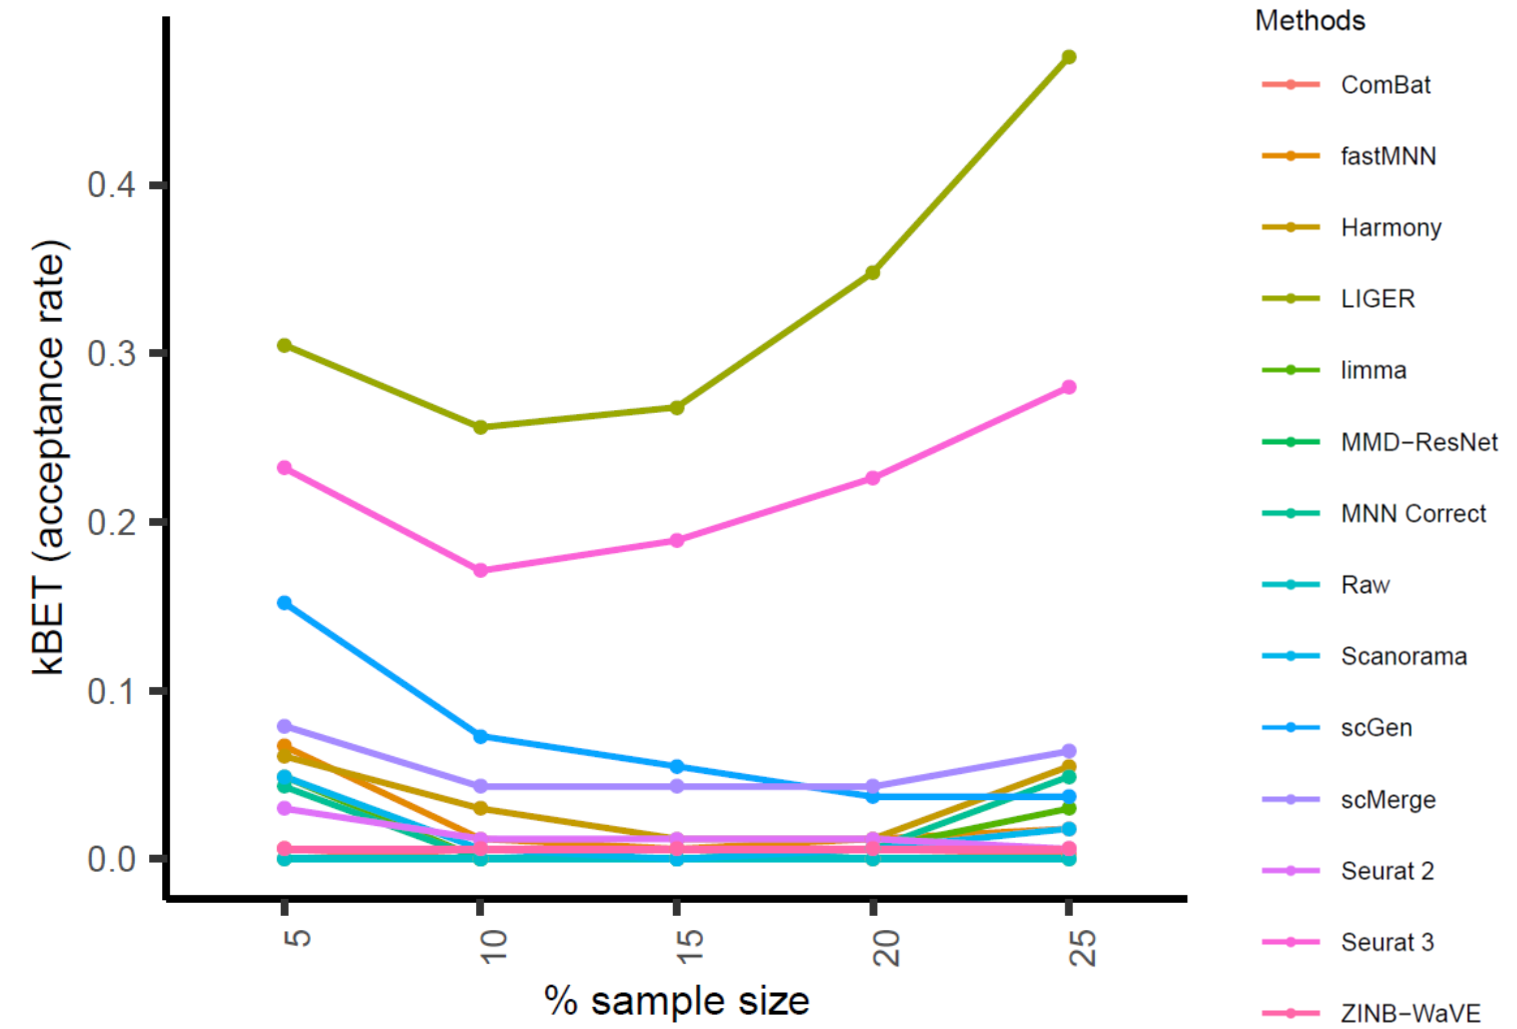 Methods
ComBat
fastMNN
Harmony
LIGER
limma
MMD−ResNet
MNN Correct
Raw
Scanorama
scGen
scMerge
Seurat 2
Seurat 3
ZINB−WaVE
kBET (acceptance rate)
0.4
0.3
0.2
0.1
0.0
5 10 15 20 25
% sample size